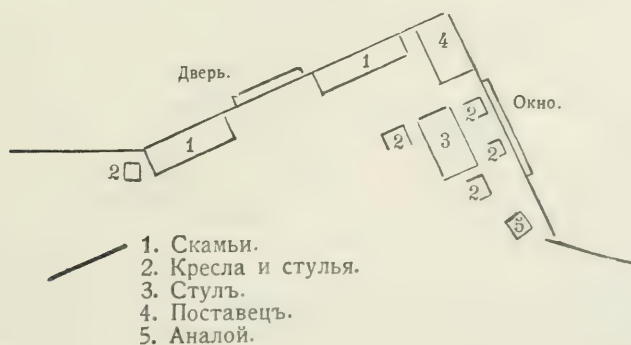 4
1
Дверь.
Окно.
2
2
3
1
2
2
2
5
1. Скамьи.
2. Кресла и стулья.
3. Стулъ.
4. Поставецъ.
5. Аналой.